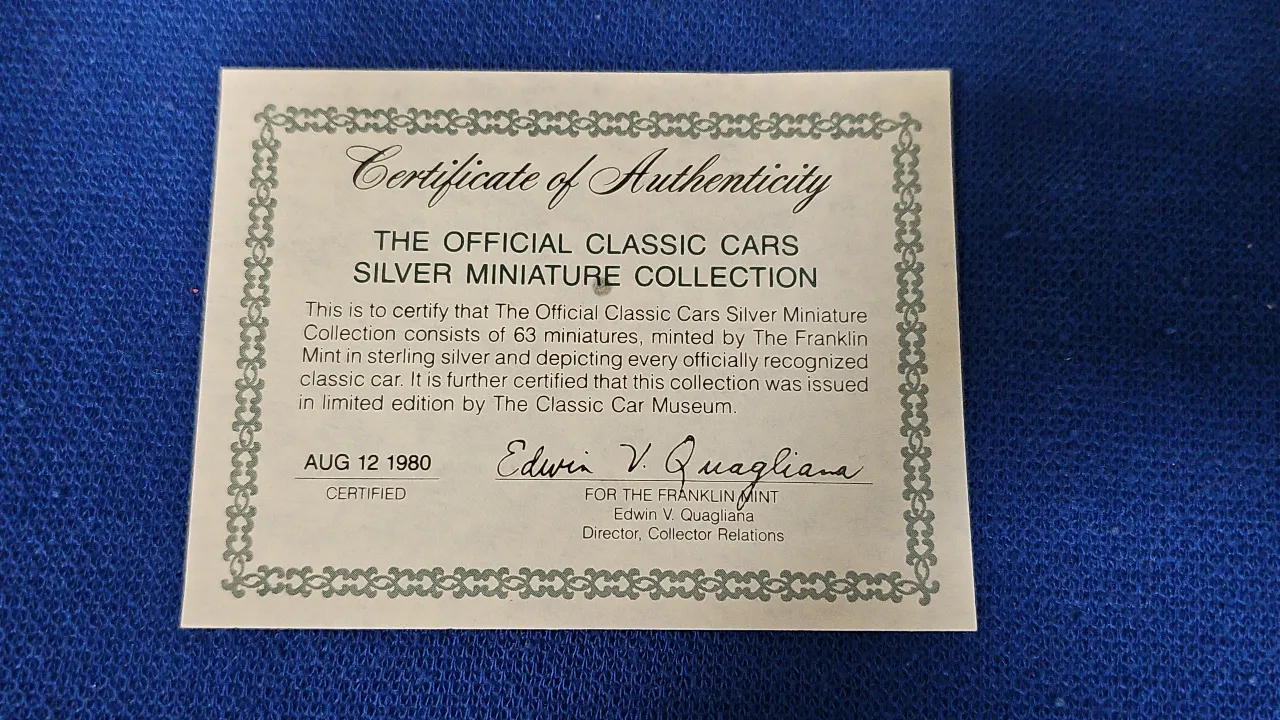 Certificate of Authenticity
THE OFFICIAL CLASSIC CARS
SILVER MINIATURE COLLECTION
This is to certify that The Official Classic Cars Silver Miniature
Collection consists of 63 miniatures, minted by The Franklin
Mint in sterling silver and depicting every officially recognized
classic car. It is further certified that this collection was issued
in limited edition by The Classic Car Museum.
AUG 12 1980
CERTIFIED
Edwin V. Quagliana
FOR THE FRANKLIN MINT
Edwin V. Quagliana
Director, Collector Relations